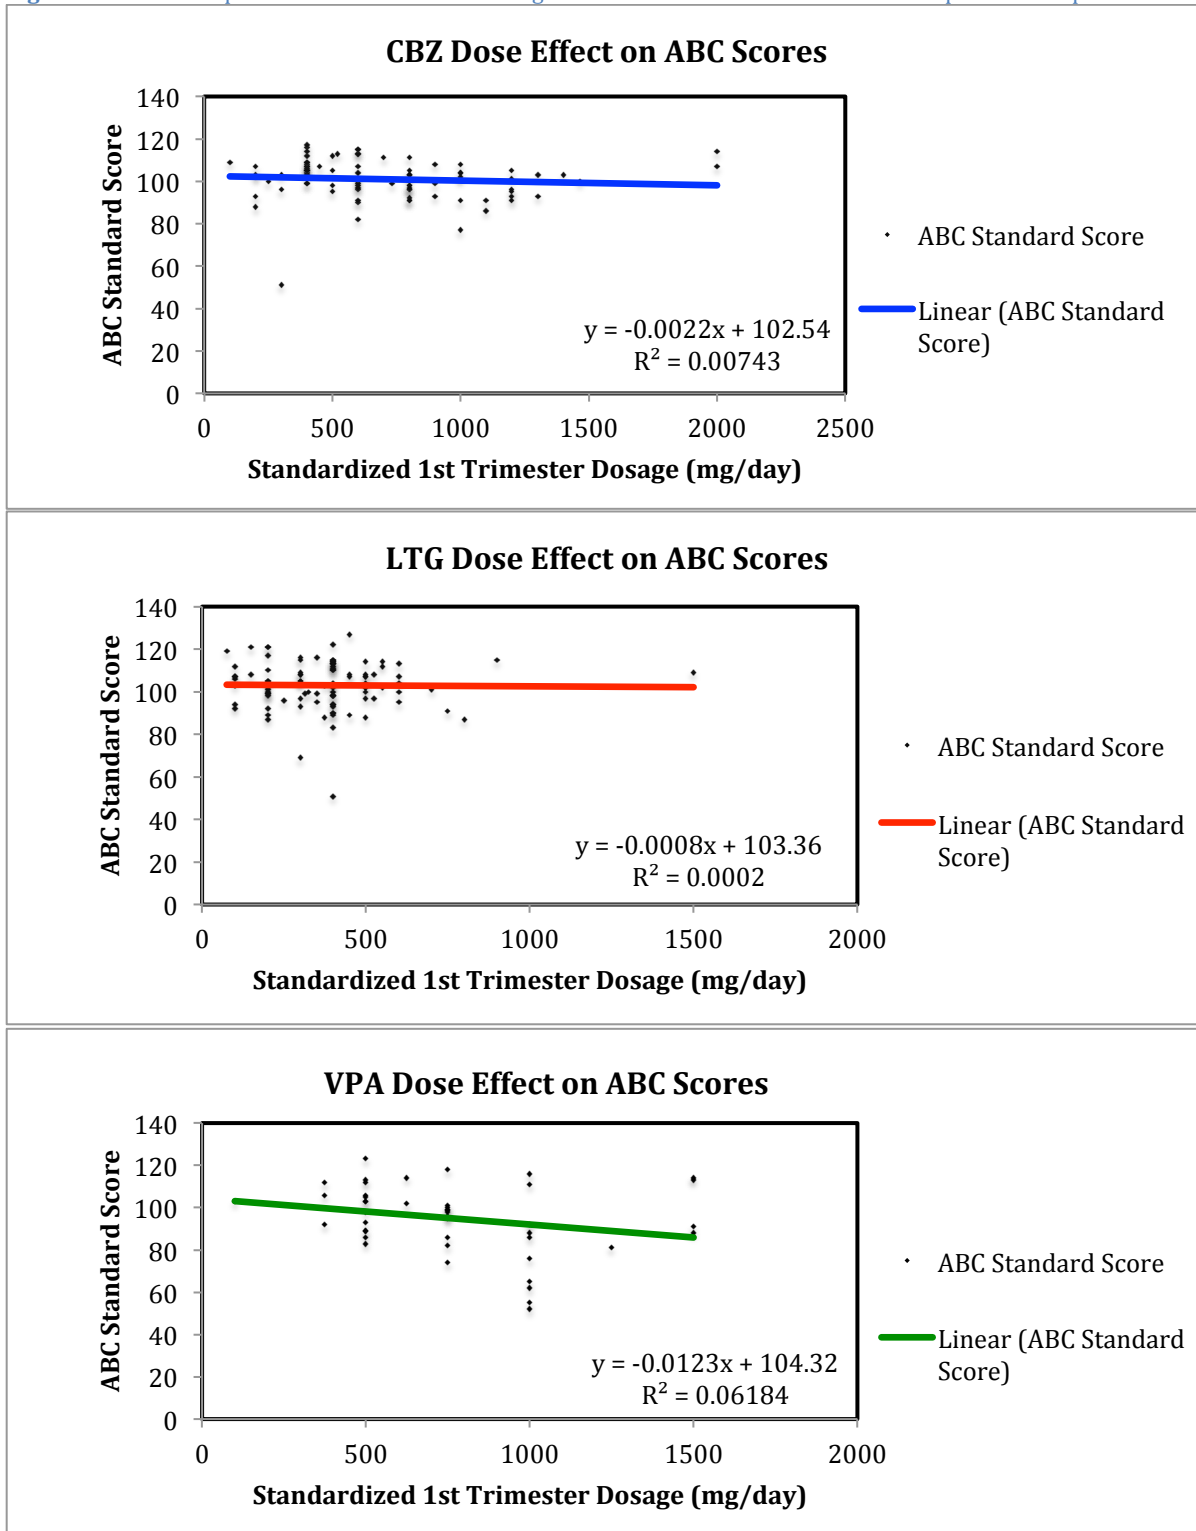 CBZ Dose Effect on ABC Scores
ABC Standard Score
140
120
100
80
60
40
20
0
y = -0.0022x + 102.54
R² = 0.00743
0 500 1000 1500 2000 2500
Standardized 1st Trimester Dosage (mg/day)
ABC Standard Score
Linear (ABC Standard
Score)
LTG Dose Effect on ABC Scores
ABC Standard Score
140
120
100
80
60
40
20
0
y = -0.0008x + 103.36
R² = 0.0002
0 500 1000 1500 2000
Standardized 1st Trimester Dosage (mg/day)
ABC Standard Score
Linear (ABC Standard
Score)
VPA Dose Effect on ABC Scores
ABC Standard Score
140
120
100
80
60
40
20
0
y = -0.0123x + 104.32
R² = 0.06184
0 500 1000 1500 2000
Standardized 1st Trimester Dosage (mg/day)
ABC Standard Score
Linear (ABC Standard
Score)